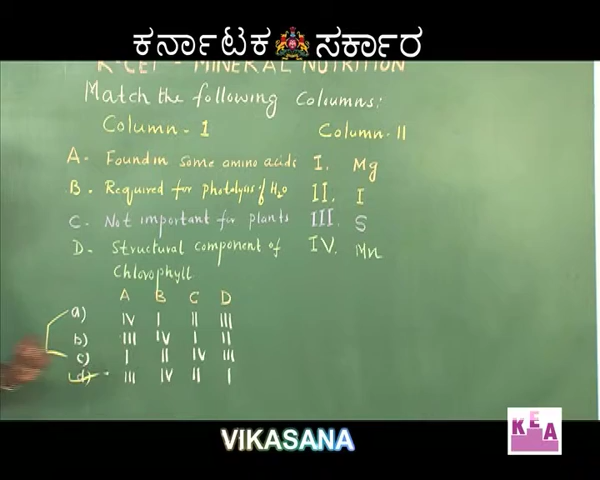 ಕರ್ನಾಟಕ ಸರ್ಕಾರ
K-CET - MINERAL NUTRITION
Match the following Columns:
Column - 1 Column - 11
A - Found in some amino acids I. Mg
B - Required for photolysis of H₂O II. I
C - Not important for plants III. S
D - Structural component of IV. Mn
Chlorophyll
A B C D
a) IV I II III
b) III IV I II
c) I II IV III
d) III IV II I
KEA
VIKASANA